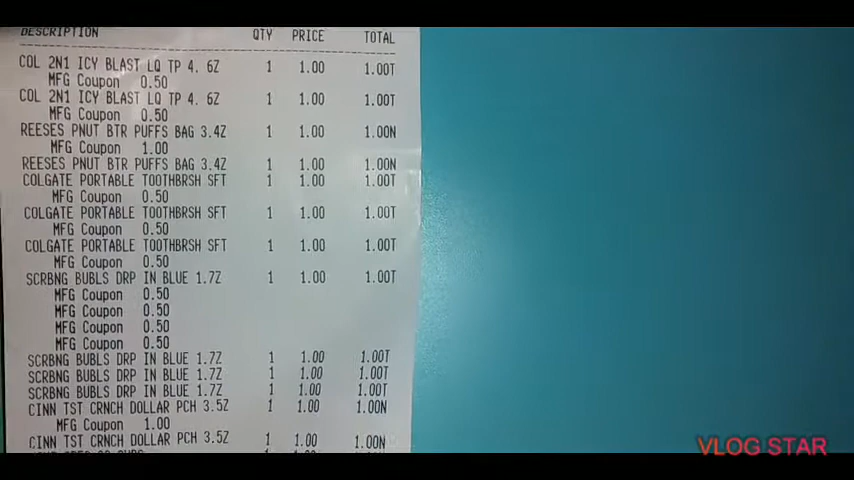 DESCRIPTION QTY PRICE TOTAL
COL 2N1 ICY BLAST LQ TP 4. 6Z 1 1.00 1.00T
MFG Coupon 0.50
COL 2N1 ICY BLAST LQ TP 4. 6Z 1 1.00 1.00T
MFG Coupon 0.50
REESES PNUT BTR PUFFS BAG 3.4Z 1 1.00 1.00N
MFG Coupon 1.00
REESES PNUT BTR PUFFS BAG 3.4Z 1 1.00 1.00N
COLGATE PORTABLE TOOTHBRSH SFT 1 1.00 1.00T
MFG Coupon 0.50
COLGATE PORTABLE TOOTHBRSH SFT 1 1.00 1.00T
MFG Coupon 0.50
COLGATE PORTABLE TOOTHBRSH SFT 1 1.00 1.00T
MFG Coupon 0.50
SCRBNG BUBLS DRP IN BLUE 1.7Z 1 1.00 1.00T
MFG Coupon 0.50
MFG Coupon 0.50
MFG Coupon 0.50
MFG Coupon 0.50
SCRBNG BUBLS DRP IN BLUE 1.7Z 1 1.00 1.00T
SCRBNG BUBLS DRP IN BLUE 1.7Z 1 1.00 1.00T
SCRBNG BUBLS DRP IN BLUE 1.7Z 1 1.00 1.00T
CINN TST CRNCH DOLLAR PCH 3.5Z 1 1.00 1.00N
MFG Coupon 1.00
CINN TST CRNCH DOLLAR PCH 3.5Z 1 1.00 1.00N
VLOG STAR